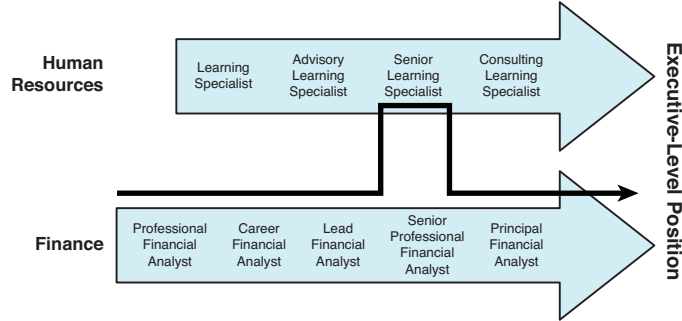 Human
Resources
Learning
Specialist
Advisory
Learning
Specialist
Senior
Learning
Specialist
Consulting
Learning
Specialist
Finance
Professional
Financial
Analyst
Career
Financial
Analyst
Lead
Financial
Analyst
Senior
Professional
Financial
Analyst
Principal
Financial
Analyst
Executive-Level Position